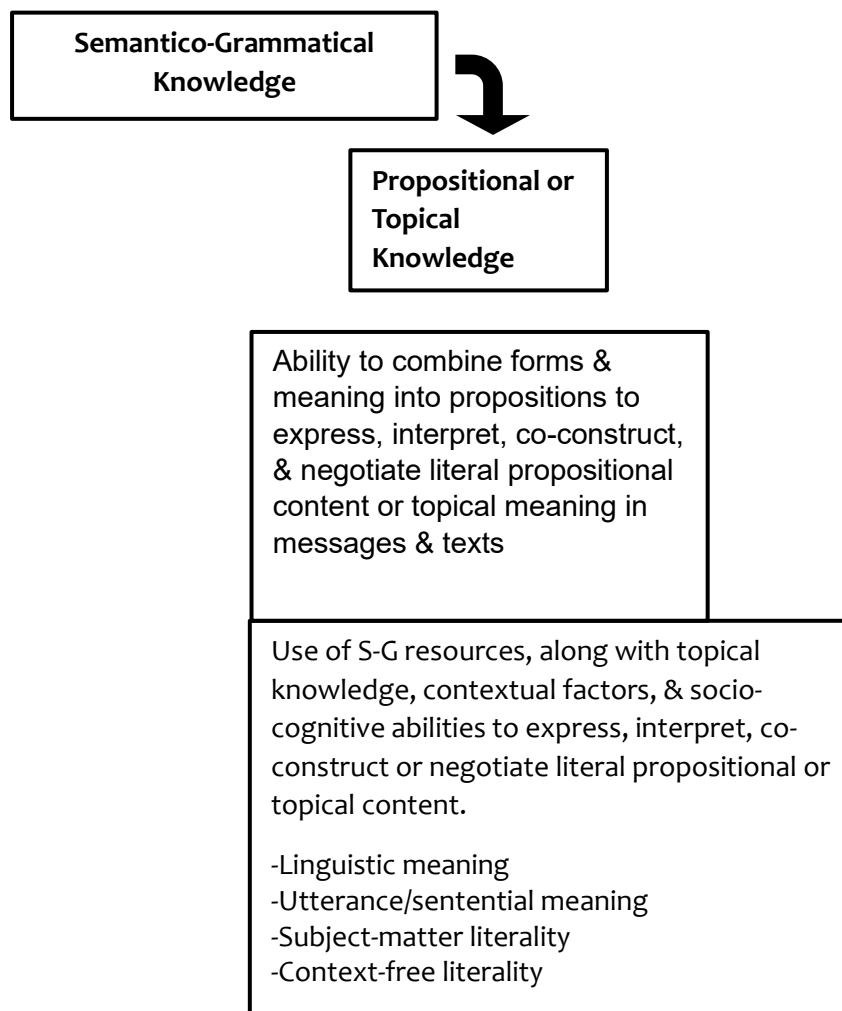 Semantico-Grammatical
Knowledge
Propositional or
Topical
Knowledge
Ability to combine forms &
meaning into propositions to
express, interpret, co-construct,
& negotiate literal propositional
content or topical meaning in
messages & texts
Use of S-G resources, along with topical
knowledge, contextual factors, & socio-
cognitive abilities to express, interpret, co-
construct or negotiate literal propositional or
topical content.
-Linguistic meaning
-Utterance/sentential meaning
-Subject-matter literality
-Context-free literality